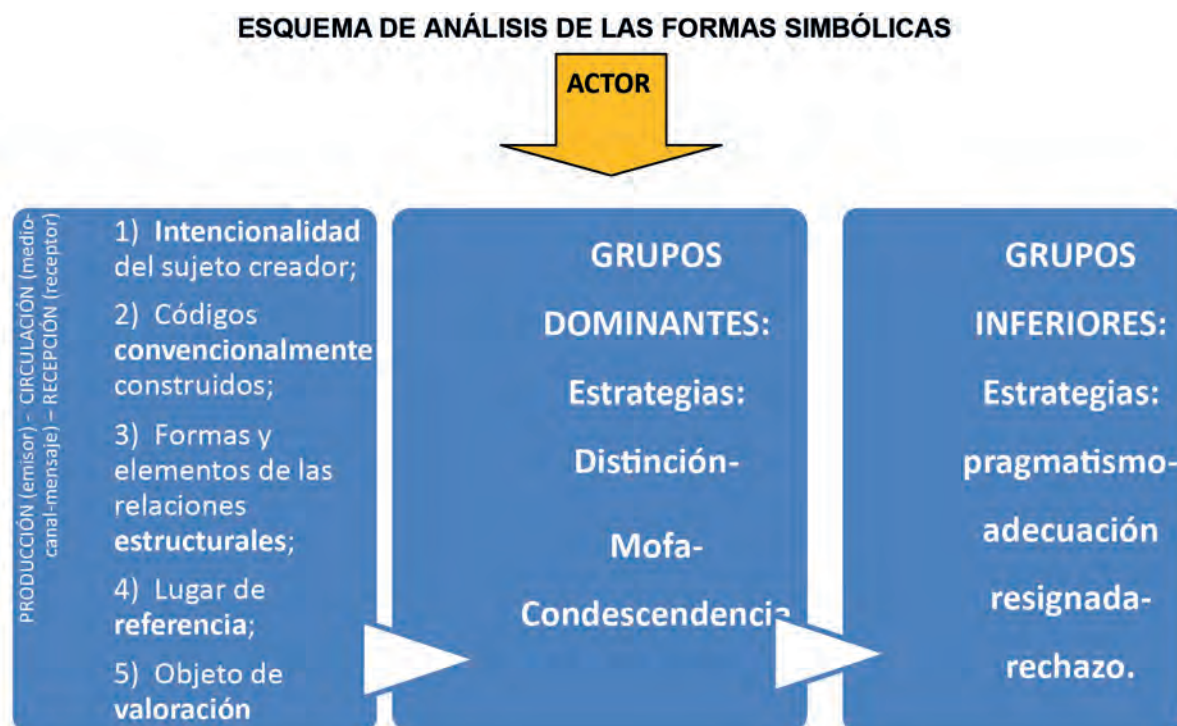 ESQUEMA DE ANÁLISIS DE LAS FORMAS SIMBÓLICAS
ACTOR
PRODUCCIÓN (emisor) - CIRCULACIÓN (medio-
canal-mensaje) – RECEPCIÓN (receptor)
1) Intencionalidad
del sujeto creador;
2) Códigos
convencionalmente
construidos;
3) Formas y
elementos de las
relaciones
estructurales;
4) Lugar de
referencia;
5) Objeto de
valoración
GRUPOS
DOMINANTES:
Estrategias:
Distinción-
Mofa-
Condescendencia
GRUPOS
INFERIORES:
Estrategias:
pragmatismo-
adecuación
resignada-
rechazo.